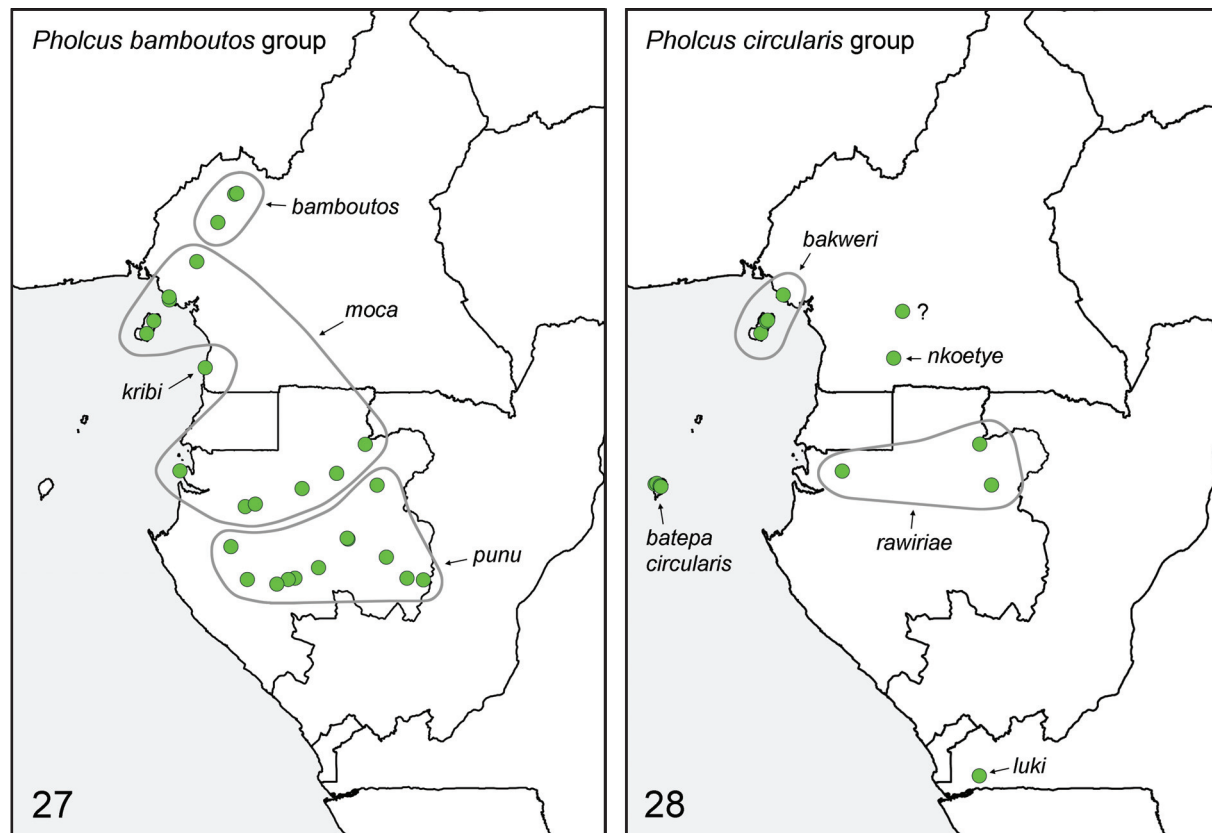 Pholcus bamboutos group
bamboutos
moca
kribi
punu
27
Pholcus circularis group
bakweri
?
nkoetye
batepa
circularis
rawiriae
luki
28